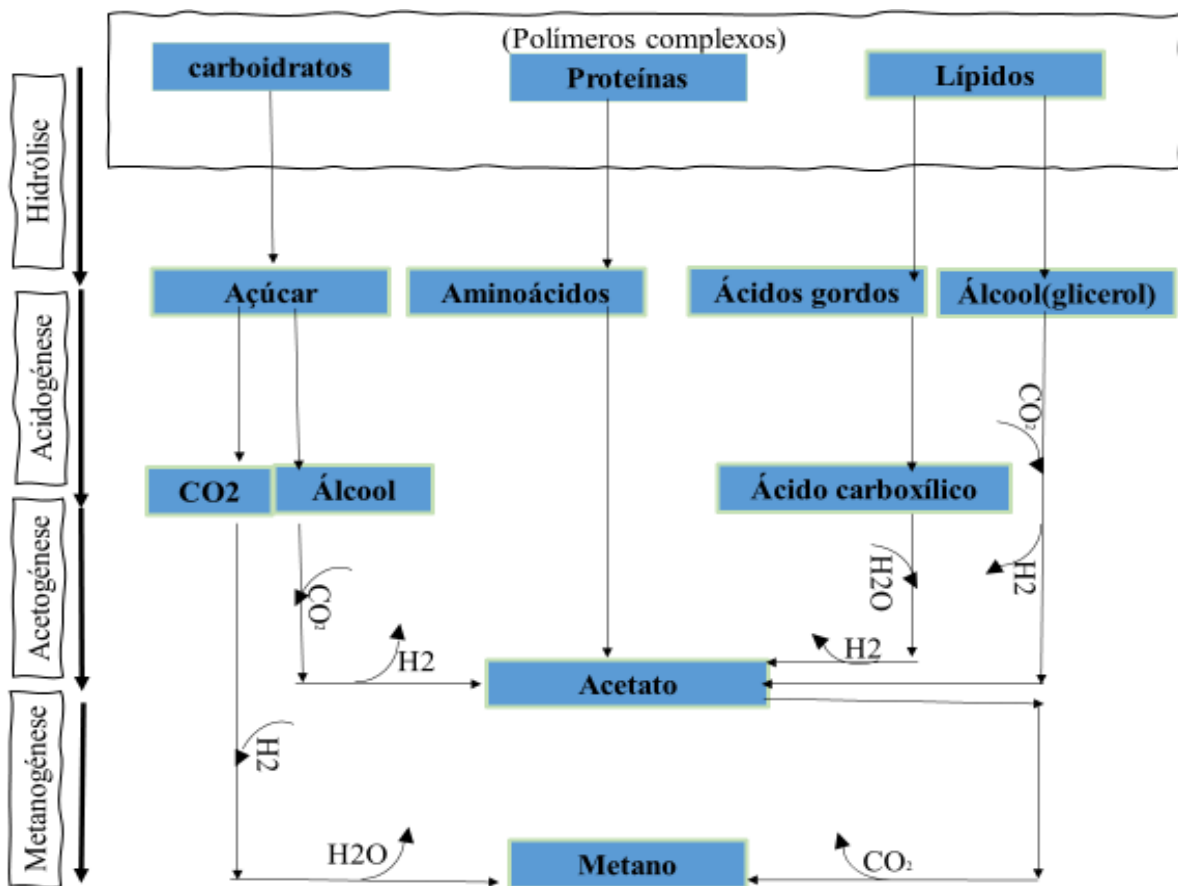 (Polímeros complexos)
carboidratos
Proteínas
Lípidos
Hidrólise
Açúcar
Aminoácidos
Ácidos gordos
Álcool(glicerol)
Acidogénese
CO₂
CO2
Álcool
Ácido carboxílico
Acetogénese
CO₂
H2O
H2
H2
H2
Acetato
Metanogénese
H2
H2O
Metano
CO₂